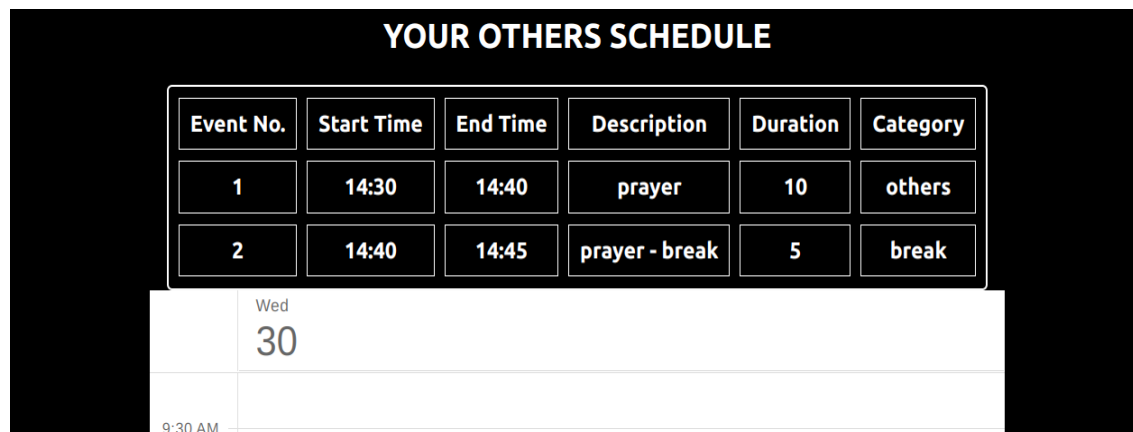 YOUR OTHERS SCHEDULE
Event No. Start Time End Time Description Duration Category
1 14:30 14:40 prayer 10 others
2 14:40 14:45 prayer - break 5 break
Wed
30
9:30 AM